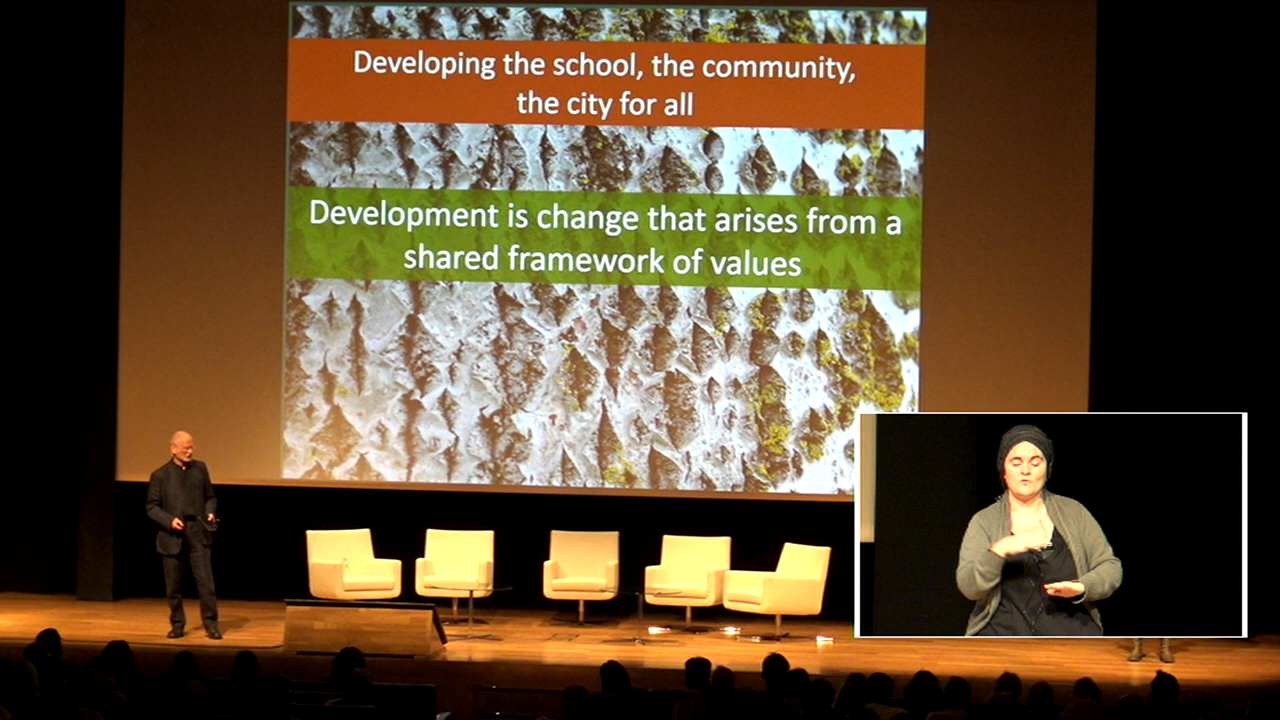 Developing the school, the community,
the city for all
Development is change that arises from a
shared framework of values